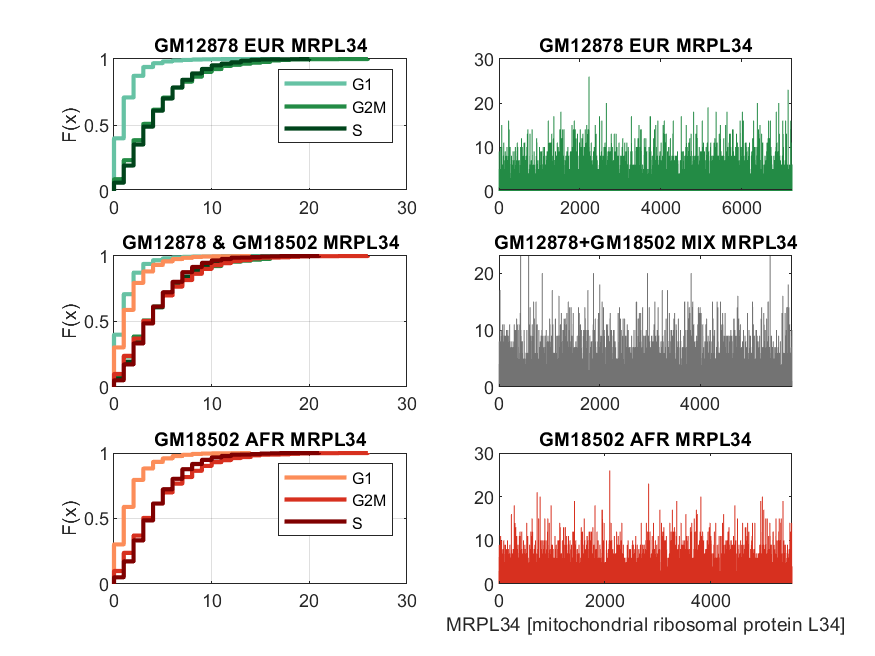 GM12878 EUR MRPL34
1
0.5
0
F(x)
0 10 20 30
G1
G2M
S
GM12878 EUR MRPL34
30
20
10
0
0 2000 4000 6000
GM12878 & GM18502 MRPL34
1
0.5
0
F(x)
0 10 20 30
GM12878+GM18502 MIX MRPL34
20
10
0
0 2000 4000
GM18502 AFR MRPL34
1
0.5
0
F(x)
0 10 20 30
G1
G2M
S
GM18502 AFR MRPL34
30
20
10
0
0 2000 4000
MRPL34 [mitochondrial ribosomal protein L34]